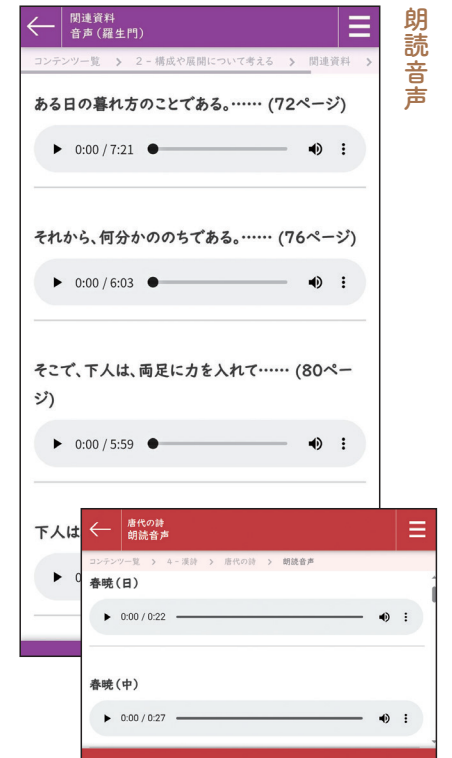 朗読音声
関連資料
音声（羅生門）
コンテンツ一覧 > 2 - 構成や展開について考える > 関連資料 >
ある日の暮れ方のことである。…… (72ページ)
0:00 / 7:21
それから、何分かののちである。…… (76ページ)
0:00 / 6:03
そこで、下人は、両足に力を入れて…… (80ペー
ジ)
0:00 / 5:59
下人は
0
唐代の詩
朗読音声
コンテンツ一覧 > 4 - 漢詩 > 唐代の詩 > 朗読音声
春暁（日）
0:00 / 0:22
春暁（中）
0:00 / 0:27